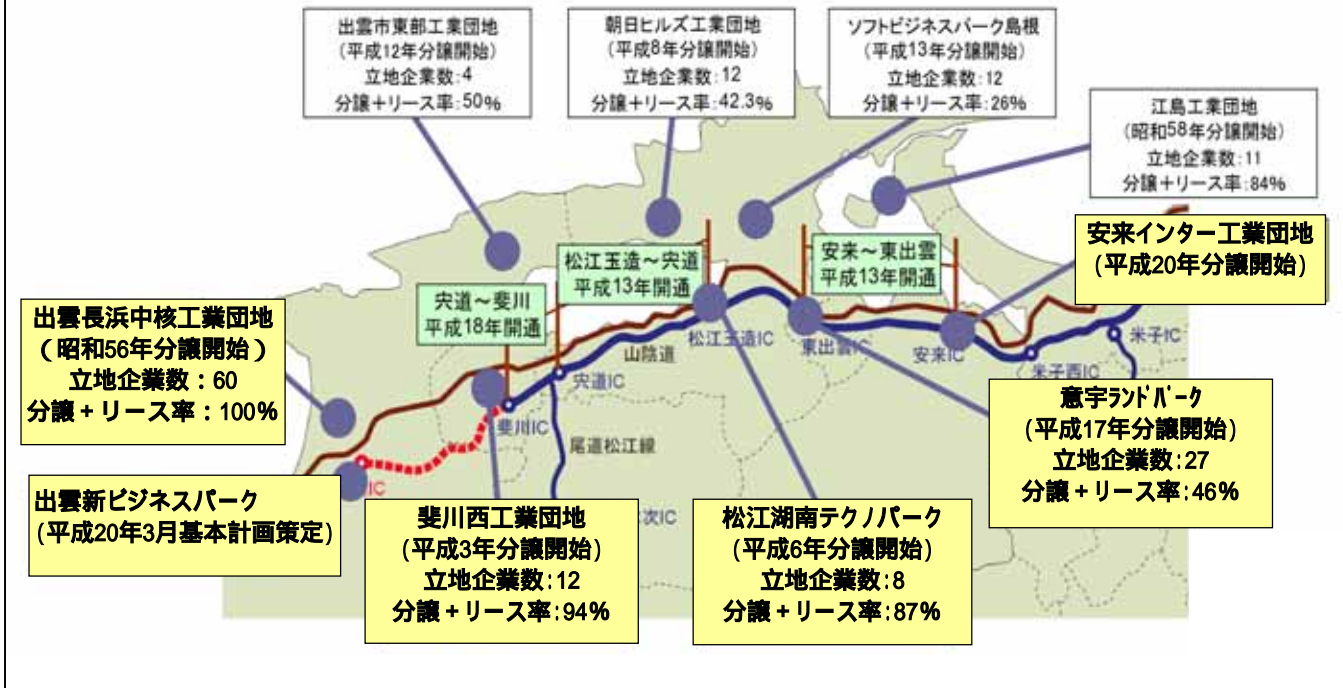 出雲市東部工業団地
(平成12年分譲開始)
立地企業数:4
分譲+リース率:50%
朝日ヒルズ工業団地
(平成8年分譲開始)
立地企業数:12
分譲+リース率:42.3%
ソフトビジネスパーク島根
(平成13年分譲開始)
立地企業数:12
分譲+リース率:26%
江島工業団地
(昭和58年分譲開始)
立地企業数:11
分譲+リース率:84%
安来インター工業団地
(平成20年分譲開始)
松江玉造～宍道
平成13年開通
安来～東出雲
平成13年開通
宍道～斐川
平成18年開通
出雲長浜中核工業団地
(昭和56年分譲開始)
立地企業数:60
分譲+リース率:100%
松江玉造IC
東出雲IC
安来IC
米子西IC
米子IC
山陰道
宍道IC
斐川IC
尾道松江線
IC
次IC
出雲新ビジネスパーク
(平成20年3月基本計画策定)
斐川西工業団地
(平成3年分譲開始)
立地企業数:12
分譲+リース率:94%
松江湖南テクノパーク
(平成6年分譲開始)
立地企業数:8
分譲+リース率:87%
意宇ランドパーク
(平成17年分譲開始)
立地企業数:27
分譲+リース率:46%